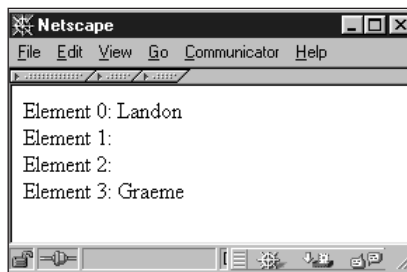 Netscape
File Edit View Go Communicator Help
Element 0: Landon
Element 1:
Element 2:
Element 3: Graeme